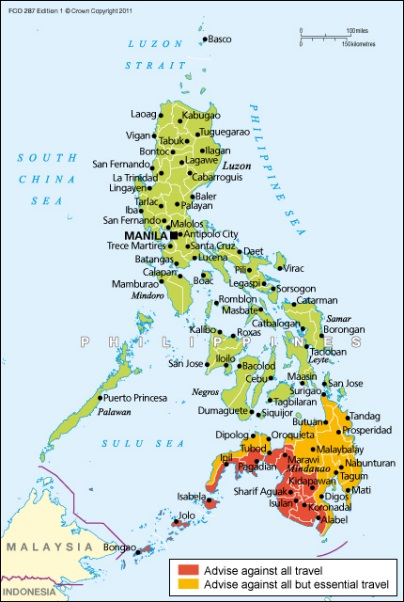 FCO 287 Edition 1 © Crown Copyright 2011
0 100 miles
0 150 kilometres
Basco
LUZON
STRAIT
Laoag
Kabugao
Vigan
Tuguegarao
Tabuk
Bontoc
Ilagan
San Fernando
Lagawe
Luzon
La Trinidad
Cabarroguis
Lingayen
PHILIPPINE SEA
SOUTH
CHINA
SEA
Baler
Tarlac
Palayan
Iba
San Fernando
Malolos
MANILA
Antipolo City
Trece Martires
Santa Cruz
Daet
Batangas
Lucena
Pili
Virac
Calapan
Boac
Legaspi
Mamburao
Sorsogon
Mindoro
Romblon
Catarman
Masbate
Samar
Catbalogan
Kalibo
Roxas
Borongan
PHILIPPINES
Tacloban
Leyte
San Jose
Iloilo
Bacolod
Cebu
Maasin
San Jose
Surigao
Negros
Tagbilaran
Puerto Princesa
Palawan
Dumaguete
Siquijor
Tandag
Butuan
Prosperidad
SULU SEA
Dipolog
Oroquieta
Tubod
Malaybalay
Ipil
Marawi
Pagadian
Mindanao
Nabunturan
Tagum
Kidapawan
Mati
Isabela
Sharif Aguak
Digos
Isulan
Koronadal
Jolo
Alabel
Bongao
MALAYSIA
INDONESIA
Advise against all travel
Advise against all but essential travel